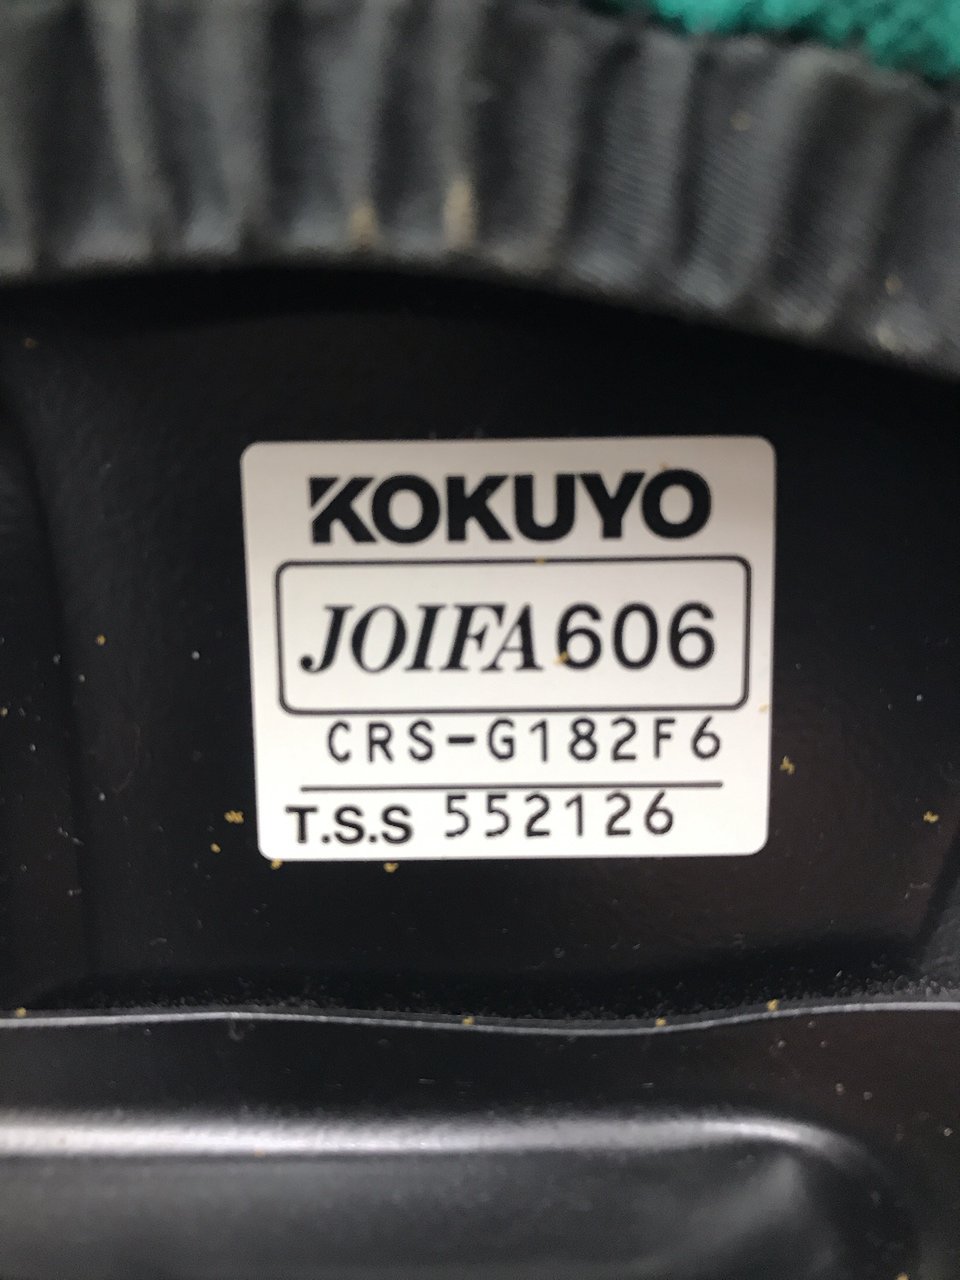 KOKUYO
JOIFA606
CRS-G182F6
T.S.S 552126